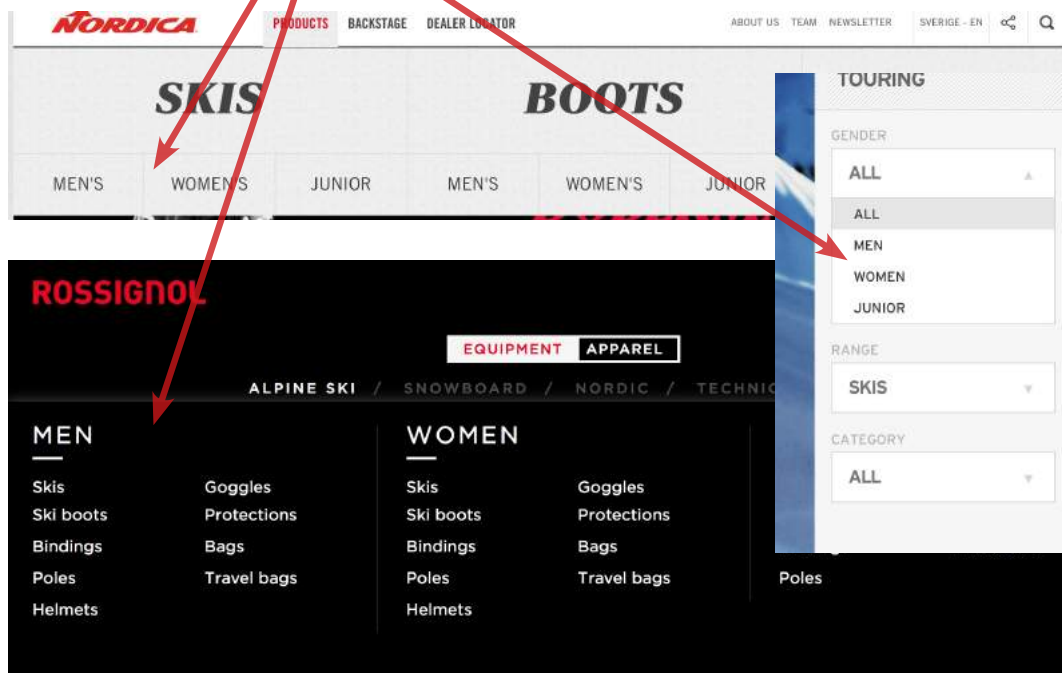 NORDICA PRODUCTS BACKSTAGE DEALER LOCATOR ABOUT US TEAM NEWSLETTER SVERIGE - EN
SKIS BOOTS
MEN'S WOMEN'S JUNIOR MEN'S WOMEN'S JUNIOR
TOURING
GENDER
ALL
ALL
MEN
WOMEN
JUNIOR
RANGE
SKIS
CATEGORY
ALL
ROSSIGNOL
EQUIPMENT APPAREL
ALPINE SKI / SNOWBOARD / NORDIC /
MEN WOMEN
Skis Goggles Skis Goggles
Ski boots Protections Ski boots Protections
Bindings Bags Bindings Bags
Poles Travel bags Poles Travel bags Poles
Helmets Helmets